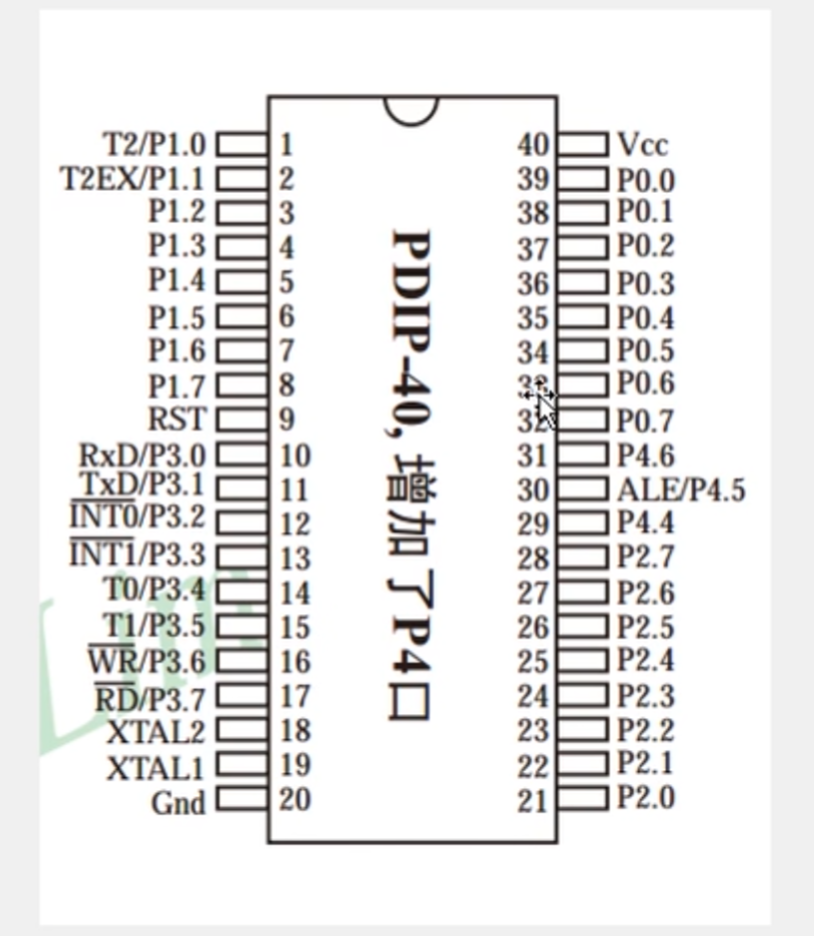 T2/P1.0 1 40 Vcc
T2EX/P1.1 2 39 P0.0
P1.2 3 38 P0.1
P1.3 4 37 P0.2
P1.4 5 36 P0.3
P1.5 6 35 P0.4
P1.6 7 34 P0.5
P1.7 8 P0.6
RST 9 32 P0.7
RxD/P3.0 10 31 P4.6
TxD/P3.1 11 30 ALE/P4.5
INT0/P3.2 12 29 P4.4
INT1/P3.3 13 28 P2.7
T0/P3.4 14 27 P2.6
T1/P3.5 15 26 P2.5
WR/P3.6 16 25 P2.4
RD/P3.7 17 24 P2.3
XTAL2 18 23 P2.2
XTAL1 19 22 P2.1
Gnd 20 21 P2.0
PDIP-40,增加了P4口